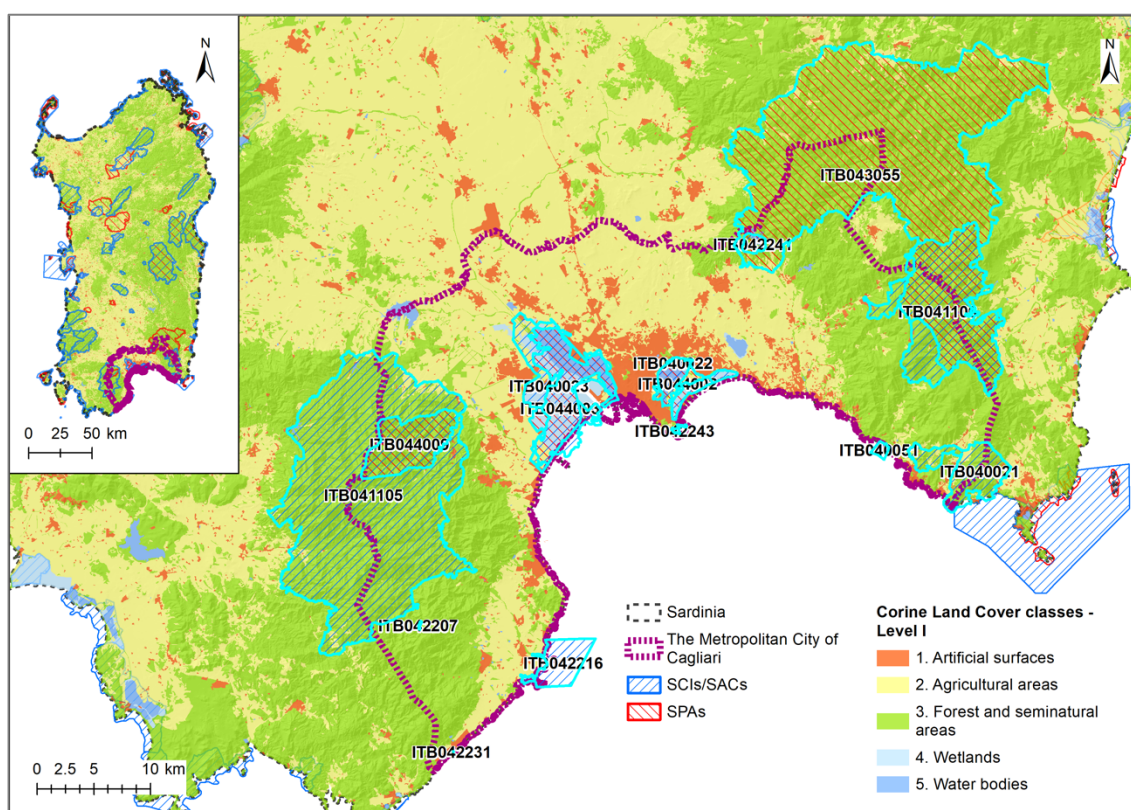 N
0 25 50 km
N
ITB043055
ITB042241
ITB041106
ITB040022
ITB040023
ITB044002
ITB044003
ITB042243
ITB044009
ITB040051
ITB040021
ITB041105
ITB042207
ITB042216
ITB042231
0 2.5 5 10 km
Sardinia
The Metropolitan City of
Cagliari
SCIs/SACs
SPAs
Corine Land Cover classes -
Level I
1. Artificial surfaces
2. Agricultural areas
3. Forest and seminatural
areas
4. Wetlands
5. Water bodies